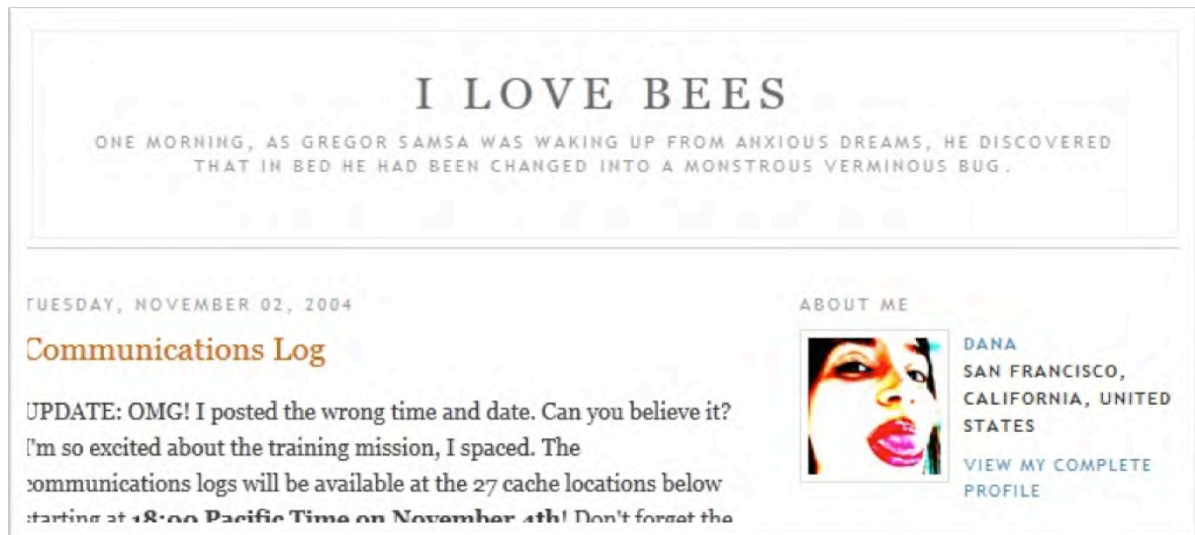 I LOVE BEES
ONE MORNING, AS GREGOR SAMSA WAS WAKING UP FROM ANXIOUS DREAMS, HE DISCOVERED
THAT IN BED HE HAD BEEN CHANGED INTO A MONSTROUS VERMINOUS BUG.
TUESDAY, NOVEMBER 02, 2004
Communications Log
UPDATE: OMG! I posted the wrong time and date. Can you believe it?
I'm so excited about the training mission, I spaced. The
communications logs will be available at the 27 cache locations below
starting at 18:00 Pacific Time on November 4th! Don't forget the
ABOUT ME
DANA
SAN FRANCISCO,
CALIFORNIA, UNITED
STATES
VIEW MY COMPLETE
PROFILE